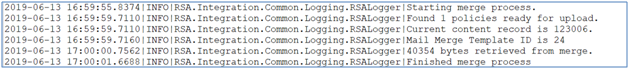 2019-06-13 16:59:55.8374|INFO|RSA.Integration.Common.Logging.RSALogger|Starting merge process.
2019-06-13 16:59:59.7110|INFO|RSA.Integration.Common.Logging.RSALogger|Found 1 policies ready for upload.
2019-06-13 16:59:59.7110|INFO|RSA.Integration.Common.Logging.RSALogger|Current content record is 123006.
2019-06-13 16:59:59.7160|INFO|RSA.Integration.Common.Logging.RSALogger|Mail Merge Template ID is 24
2019-06-13 17:00:00.7562|INFO|RSA.Integration.Common.Logging.RSALogger|40354 bytes retrieved from merge.
2019-06-13 17:00:01.6688|INFO|RSA.Integration.Common.Logging.RSALogger|Finished merge process